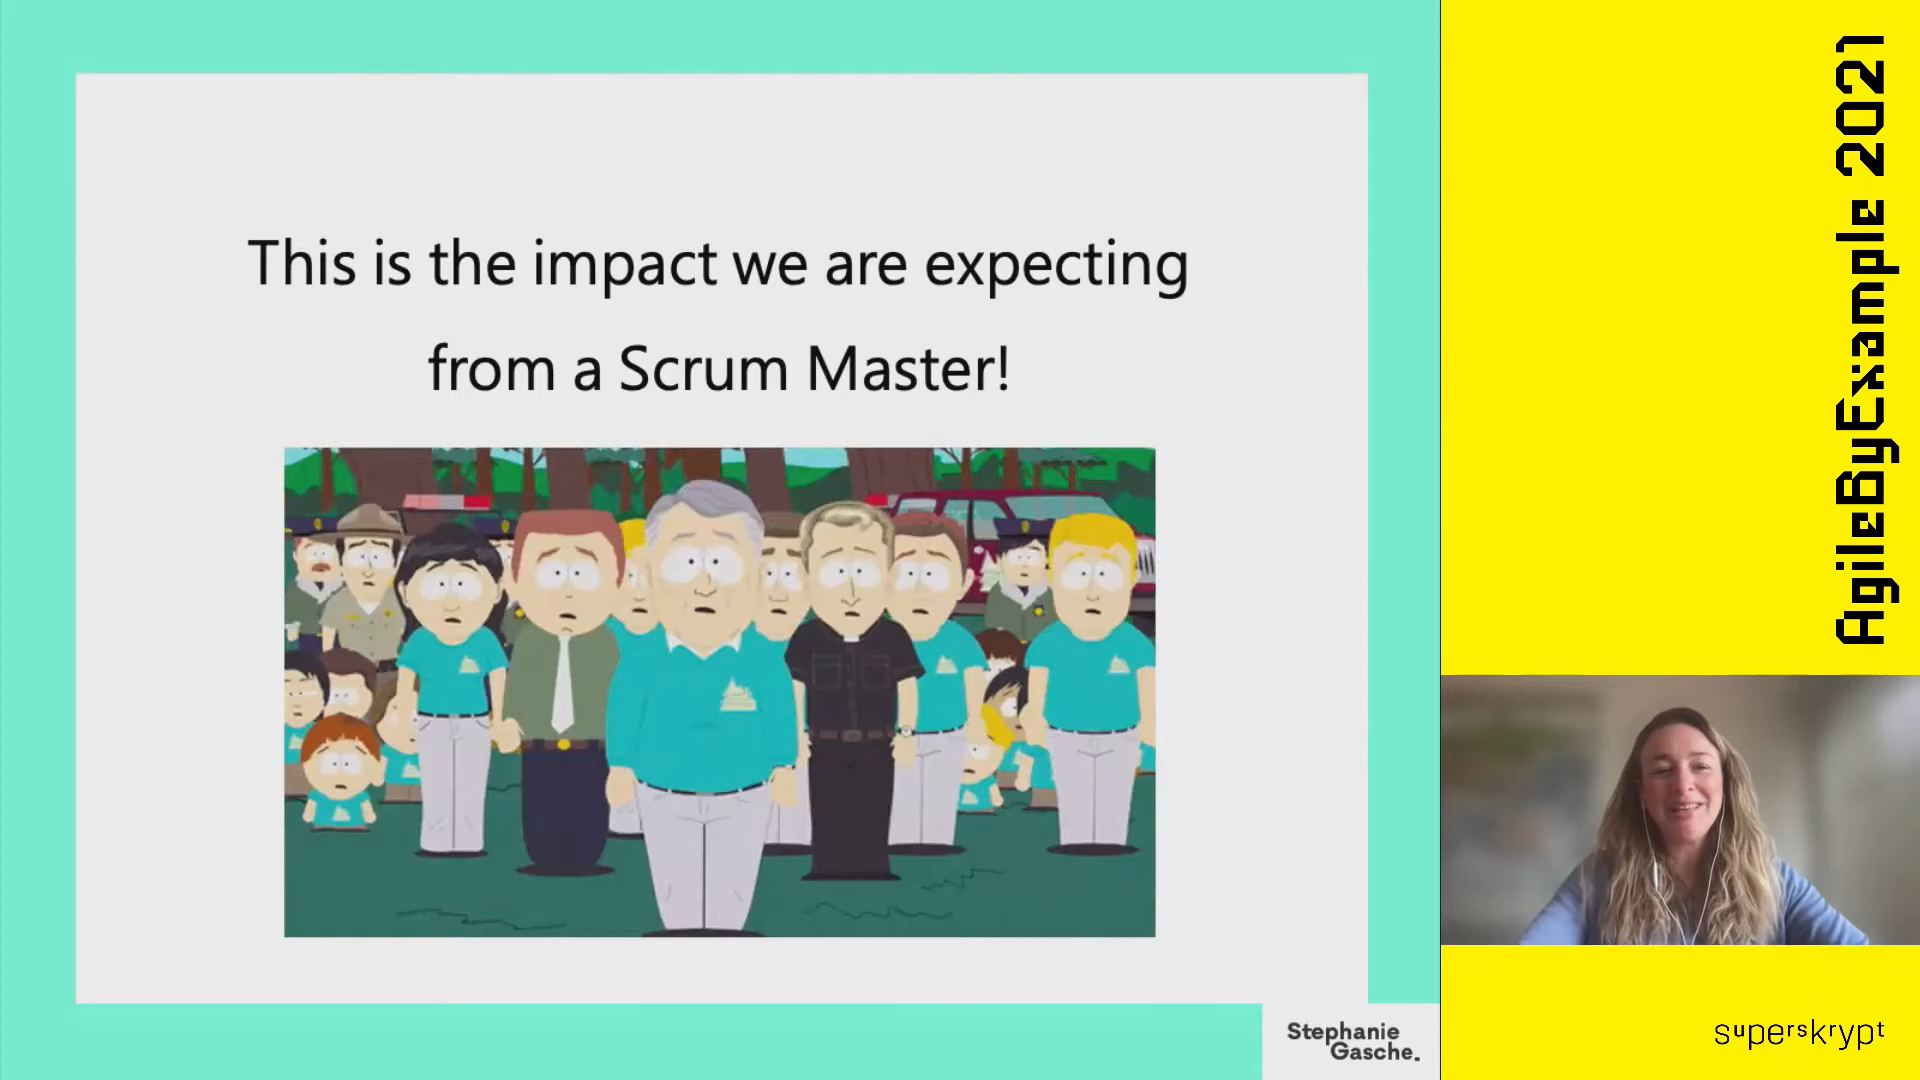 This is the impact we are expecting
from a Scrum Master!
Stephanie
Gasche.
AgileByExample 2021
superskrypt